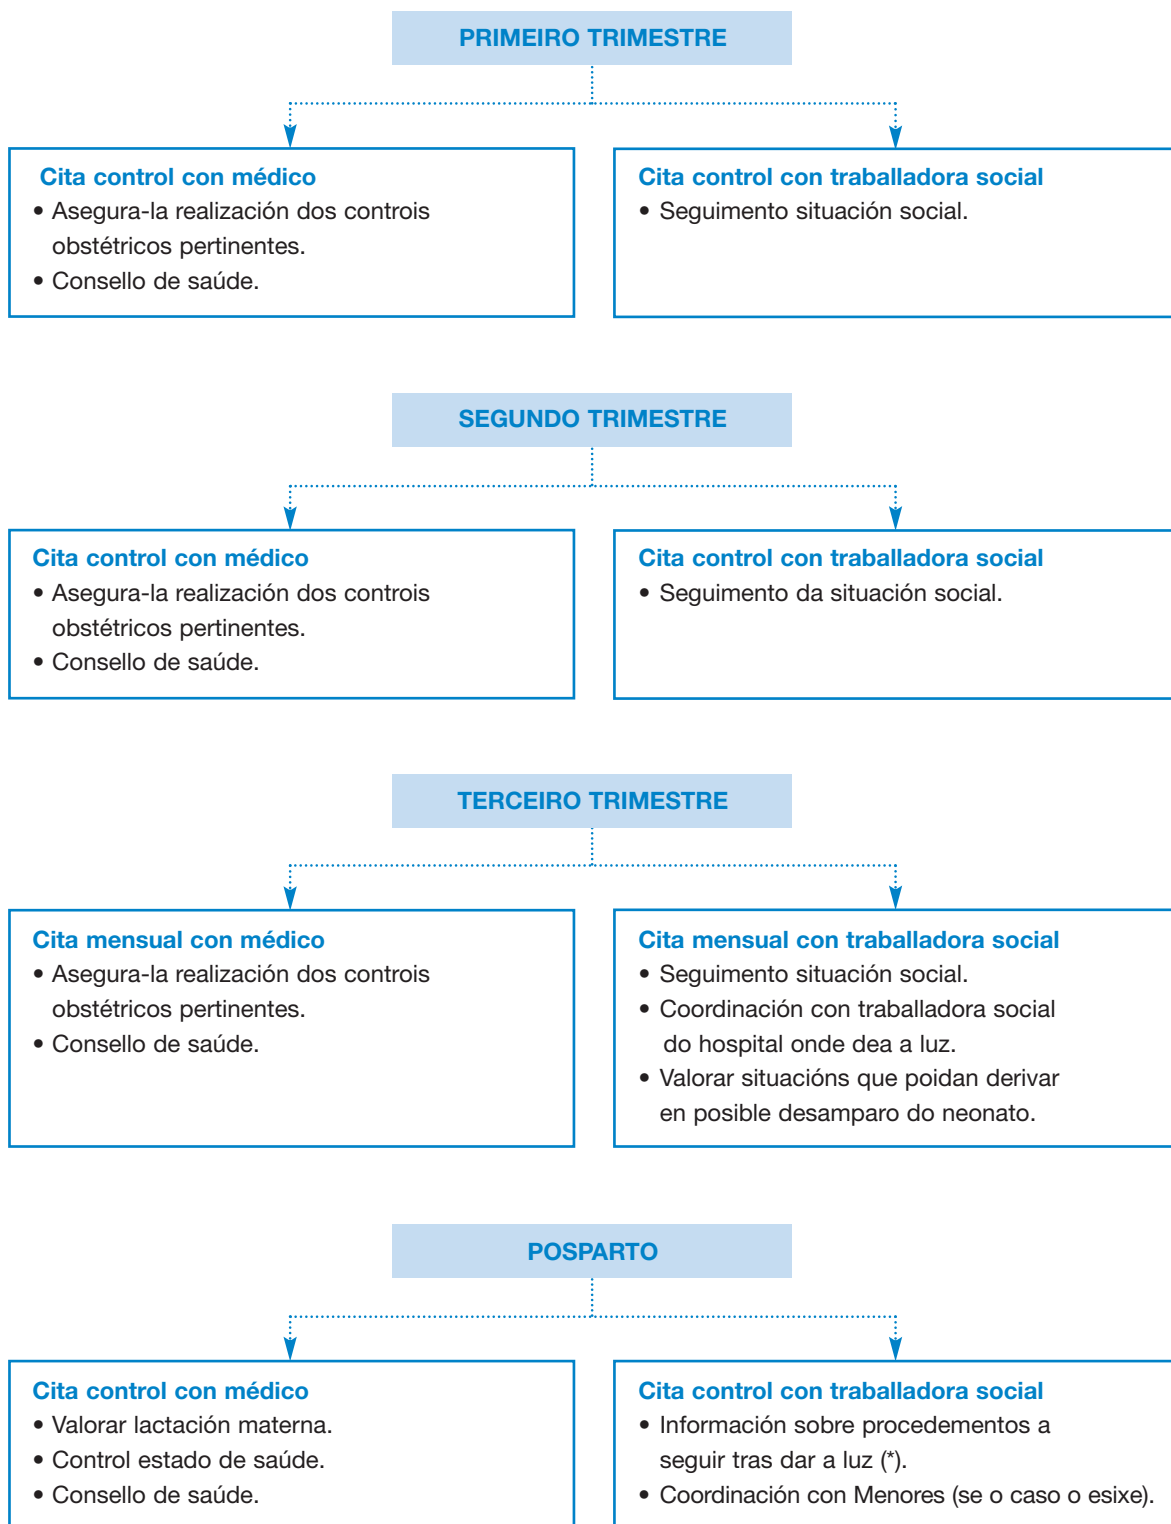 PRIMEIRO TRIMESTRE
Cita control con médico
• Asegura-la realización dos controis
obstétricos pertinentes.
• Consello de saúde.
Cita control con traballadora social
• Seguimento situación social.
SEGUNDO TRIMESTRE
Cita control con médico
• Asegura-la realización dos controis
obstétricos pertinentes.
• Consello de saúde.
Cita control con traballadora social
• Seguimento da situación social.
TERCEIRO TRIMESTRE
Cita mensual con médico
• Asegura-la realización dos controis
obstétricos pertinentes.
• Consello de saúde.
Cita mensual con traballadora social
• Seguimento situación social.
• Coordinación con traballadora social
do hospital onde dea a luz.
• Valorar situacións que poidan derivar
en posible desamparo do neonato.
POSPARTO
Cita control con médico
• Valorar lactación materna.
• Control estado de saúde.
• Consello de saúde.
Cita control con traballadora social
• Información sobre procedementos a
seguir tras dar a luz (*).
• Coordinación con Menores (se o caso o esixe).